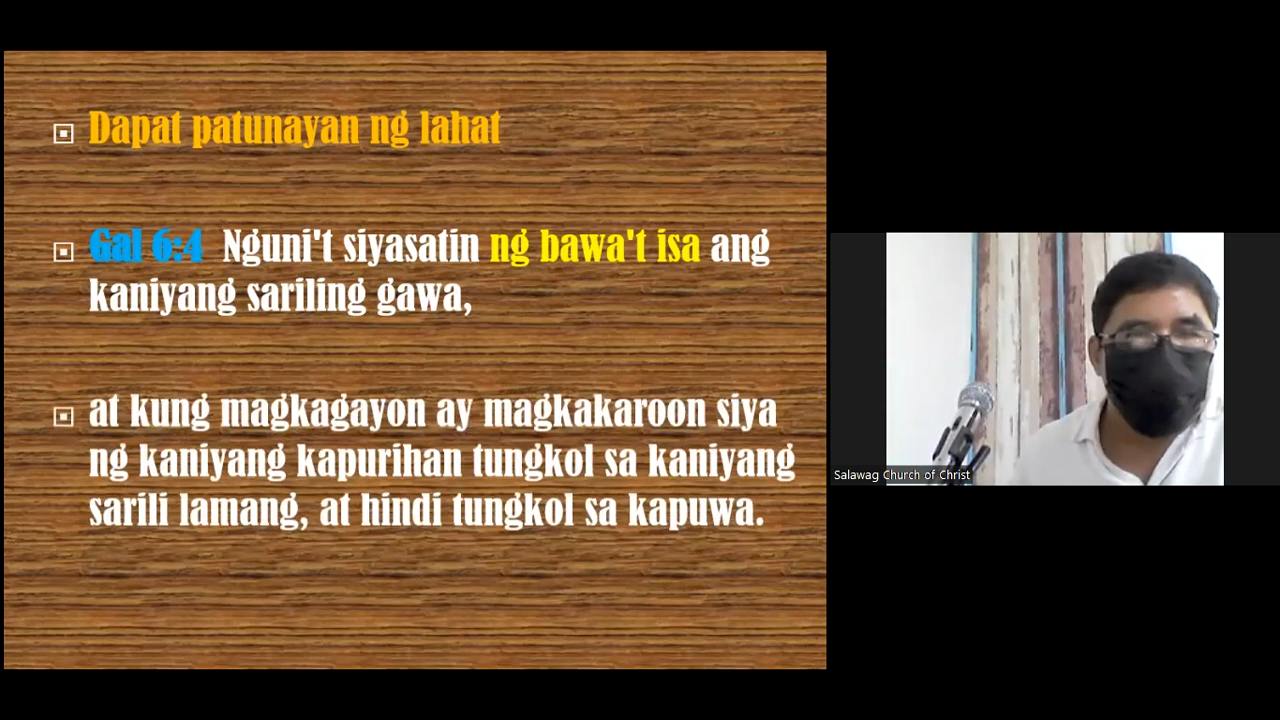 Dapat patunayan ng lahat
Gal 6:4 Nguni't siyasatin ng bawa't isa ang
kaniyang sariling gawa,
at kung magkagayon ay magkakaroon siya
ng kaniyang kapurihan tungkol sa kaniyang
sarili lamang, at hindi tungkol sa kapuwa.
Salawag Church of Christ